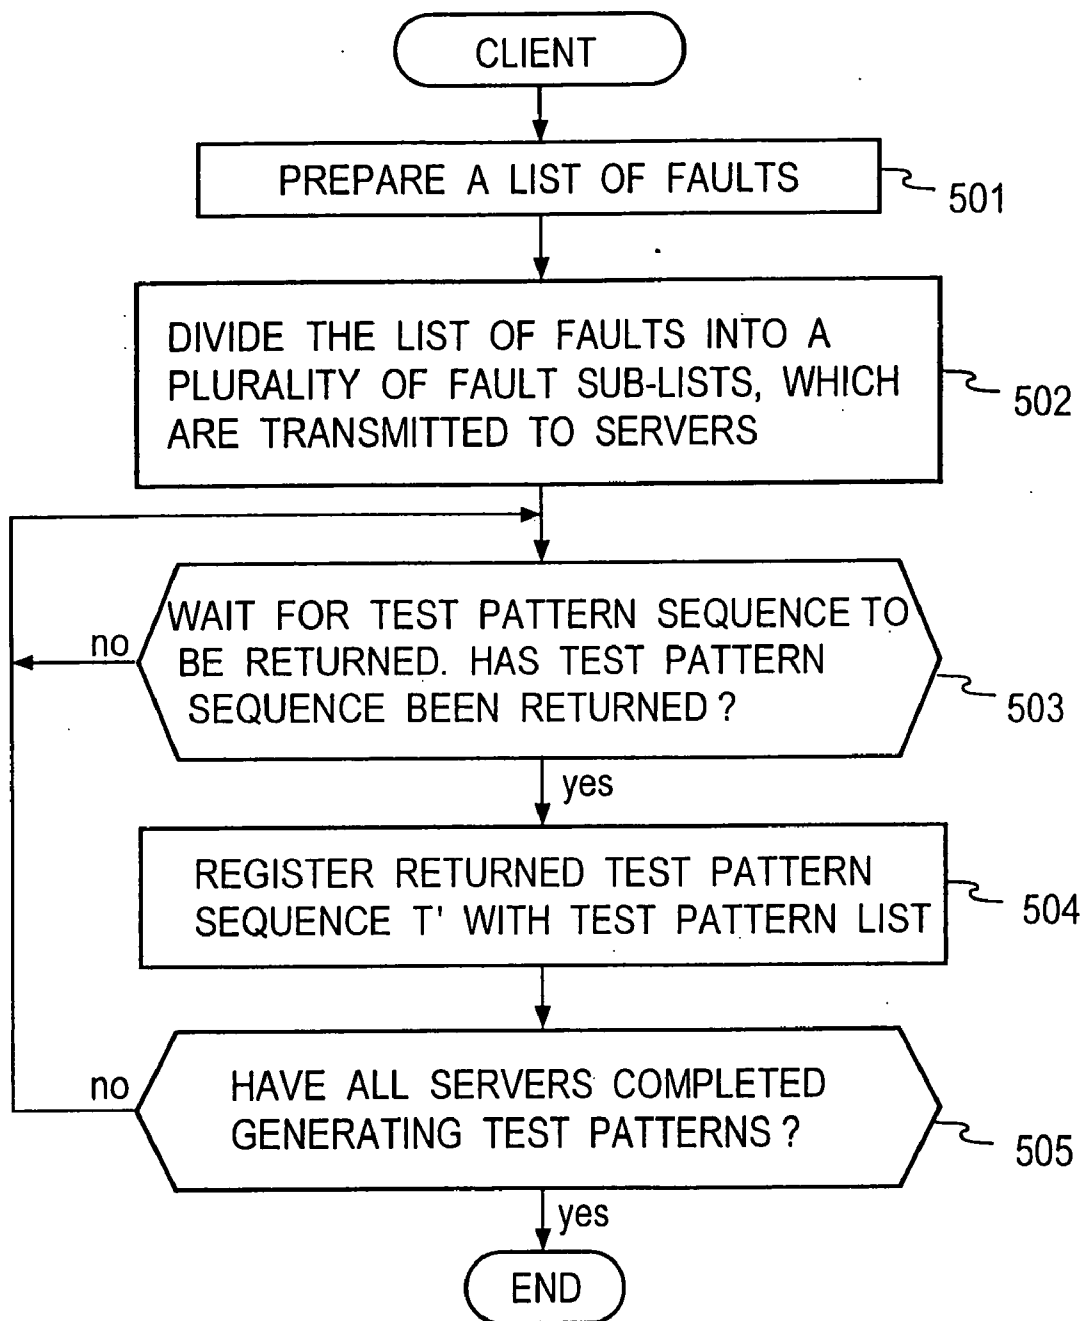 CLIENT
PREPARE A LIST OF FAULTS
501
DIVIDE THE LIST OF FAULTS INTO A
PLURALITY OF FAULT SUB-LISTS, WHICH
ARE TRANSMITTED TO SERVERS
502
WAIT FOR TEST PATTERN SEQUENCE TO
BE RETURNED. HAS TEST PATTERN
SEQUENCE BEEN RETURNED ?
no
503
yes
REGISTER RETURNED TEST PATTERN
SEQUENCE T' WITH TEST PATTERN LIST
504
HAVE ALL SERVERS COMPLETED
GENERATING TEST PATTERNS ?
no
505
yes
END